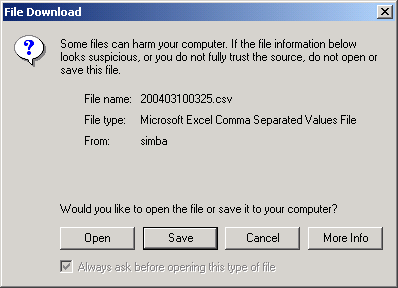 File Download
Some files can harm your computer. If the file information below
looks suspicious, or you do not fully trust the source, do not open or
save this file.
File name: 200403100325.csv
File type: Microsoft Excel Comma Separated Values File
From: simba
Would you like to open the file or save it to your computer?
Open Save Cancel More Info
Always ask before opening this type of file